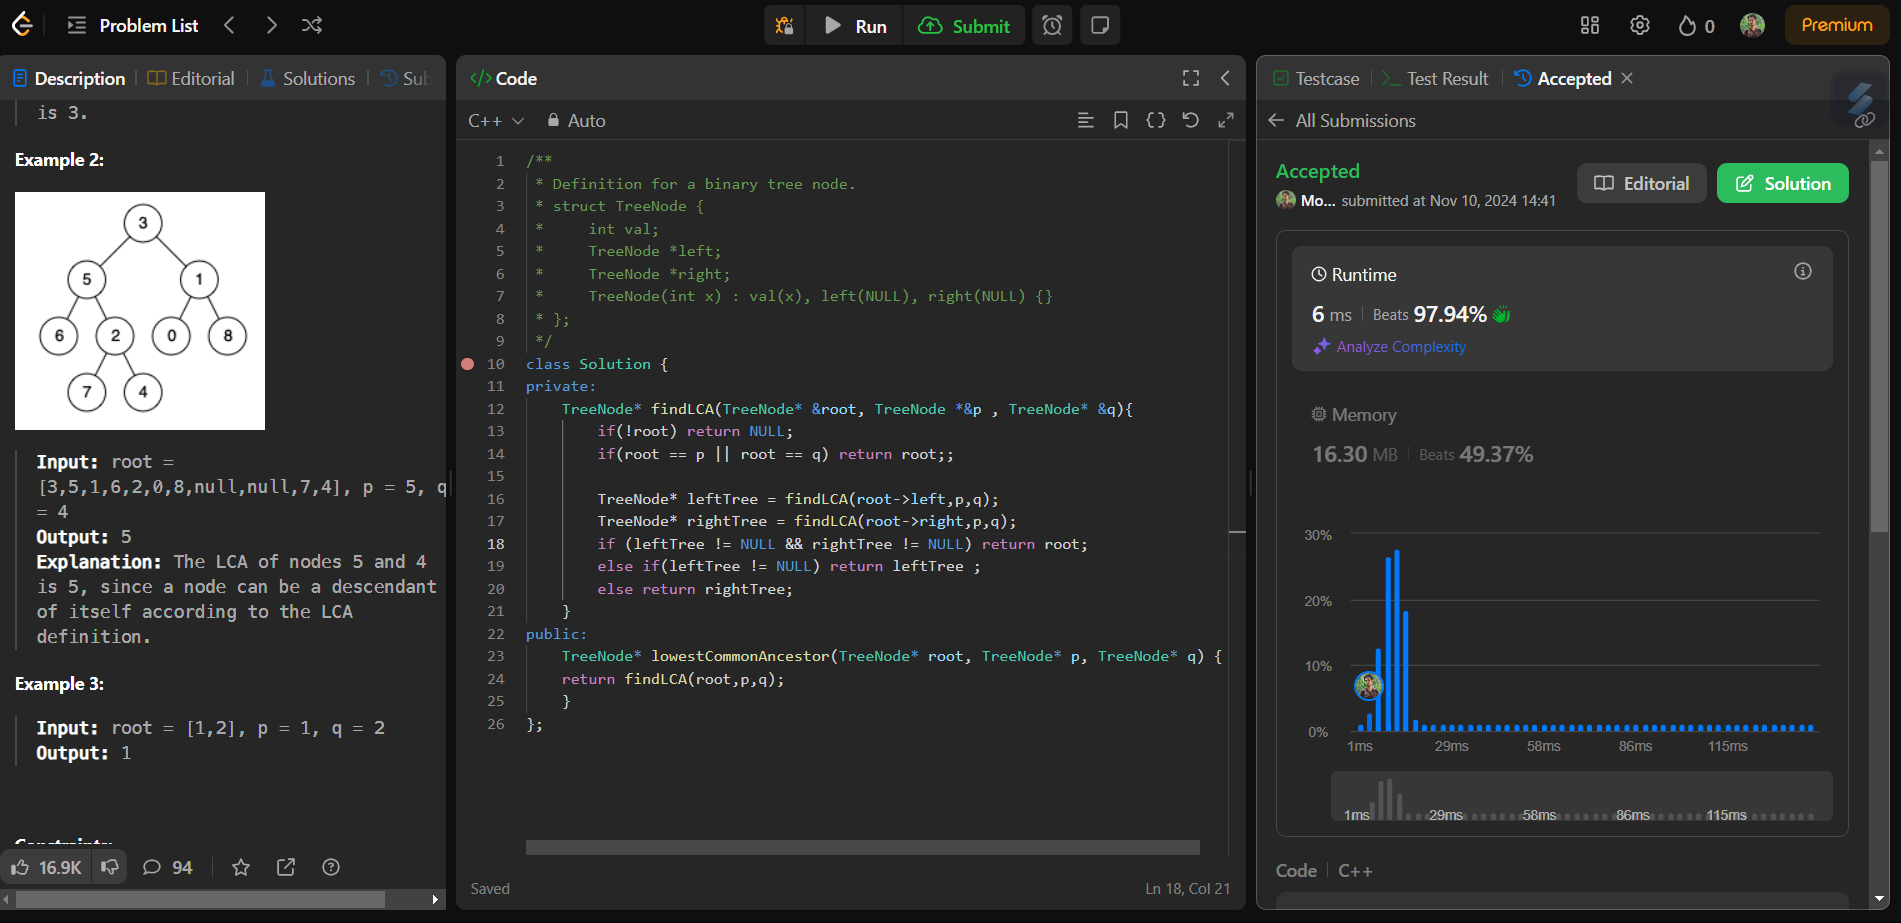 Problem List
Run
Submit
0
Premium
Description
Editorial
Solutions
Sub
is 3.
Example 2:
3
5
1
6
2
0
8
7
4
Input: root =
[3,5,1,6,2,0,8,null,null,7,4], p = 5, q
= 4
Output: 5
Explanation: The LCA of nodes 5 and 4
is 5, since a node can be a descendant
of itself according to the LCA
definition.
Example 3:
Input: root = [1,2], p = 1, q = 2
Output: 1
16.9K
94
</> Code
C++
Auto
1 /**
2 * Definition for a binary tree node.
3 * struct TreeNode {
4 *     int val;
5 *     TreeNode *left;
6 *     TreeNode *right;
7 *     TreeNode(int x) : val(x), left(NULL), right(NULL) {}
8 * };
9 */
10 class Solution {
11 private:
12     TreeNode* findLCA(TreeNode* &root, TreeNode *&p , TreeNode* &q){
13         if(!root) return NULL;
14         if(root == p || root == q) return root;;
15
16         TreeNode* leftTree = findLCA(root->left,p,q);
17         TreeNode* rightTree = findLCA(root->right,p,q);
18         if (leftTree != NULL && rightTree != NULL) return root;
19         else if(leftTree != NULL) return leftTree ;
20         else return rightTree;
21     }
22 public:
23     TreeNode* lowestCommonAncestor(TreeNode* root, TreeNode* p, TreeNode* q) {
24     return findLCA(root,p,q);
25     }
26 };
Saved
Ln 18, Col 21
Testcase
Test Result
Accepted
All Submissions
Accepted
Mo... submitted at Nov 10, 2024 14:41
Editorial
Solution
Runtime
6 ms Beats 97.94%
Analyze Complexity
Memory
16.30 MB Beats 49.37%
30%
20%
10%
0%
1ms 29ms 58ms 86ms 115ms
1ms 29ms 58ms 86ms 115ms
Code C++